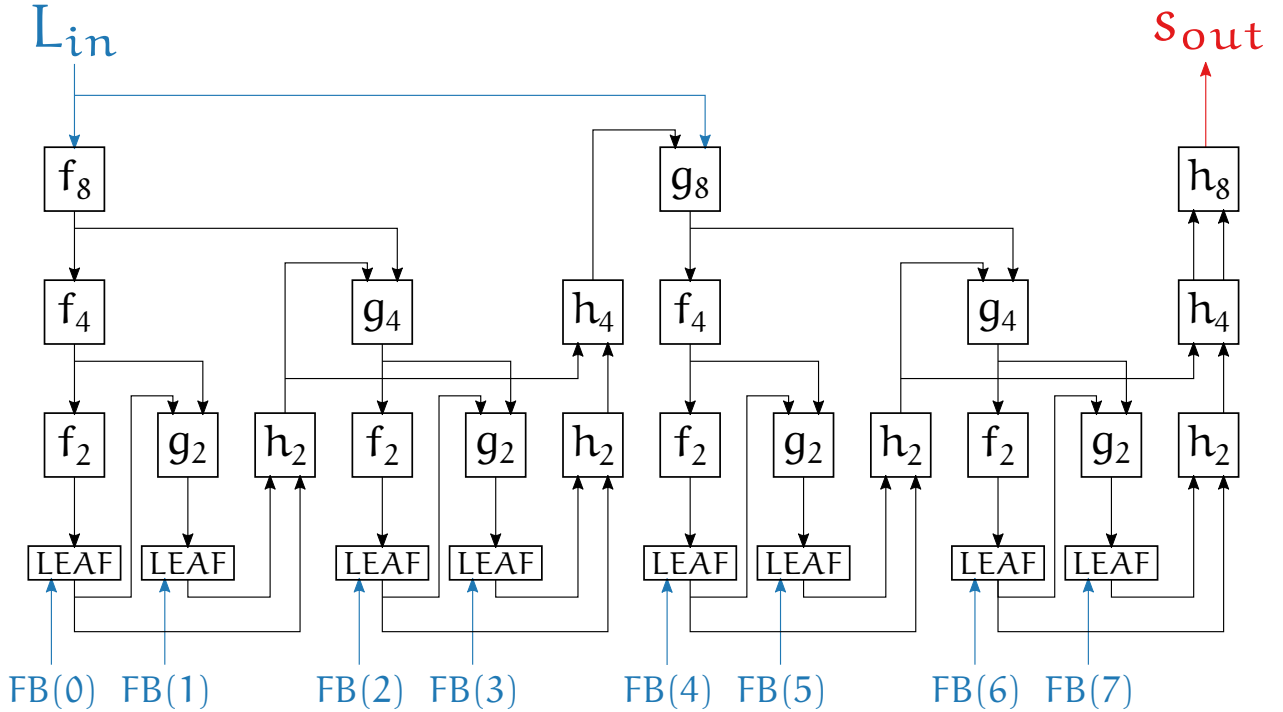 L_in s_out
f_8 g_8 h_8
f_4 g_4 h_4 f_4 g_4 h_4
f_2 g_2 h_2 f_2 g_2 h_2 f_2 g_2 h_2 f_2 g_2 h_2
LEAF LEAF LEAF LEAF LEAF LEAF LEAF LEAF
FB(0) FB(1) FB(2) FB(3) FB(4) FB(5) FB(6) FB(7)